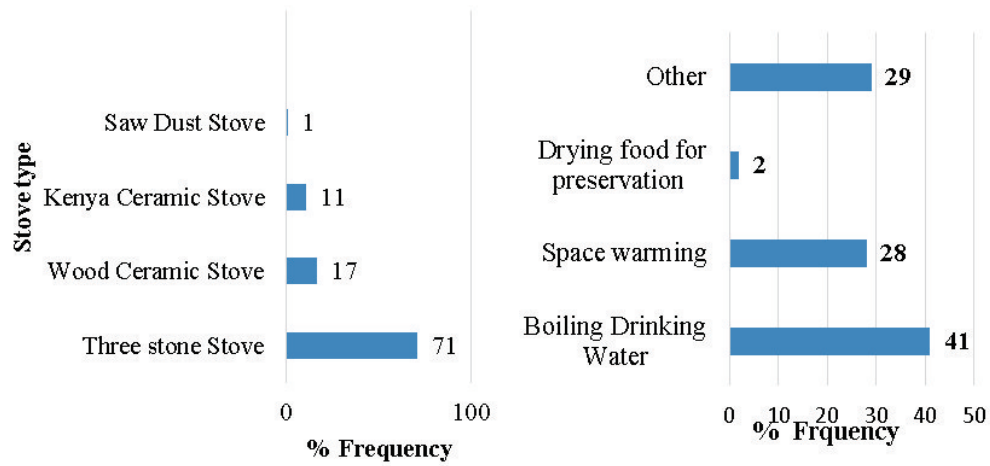 Stove type
Saw Dust Stove
1
Kenya Ceramic Stove
11
Wood Ceramic Stove
17
Three stone Stove
71
0
100
% Frequency
Other
29
Drying food for
preservation
2
Space warming
28
Boiling Drinking
Water
41
0 10 20 30 40 50
% Frquency